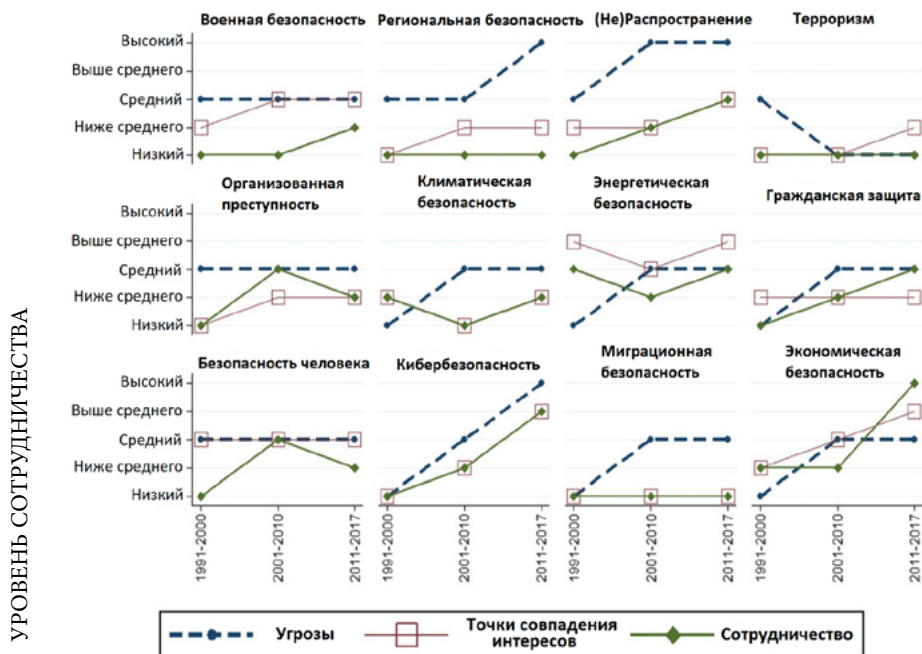 Военная безопасность
Региональная безопасность
(Не)Распространение
Терроризм
Высокий
Выше среднего
Средний
Ниже среднего
Низкий
Организованная
преступность
Климатическая
безопасность
Энергетическая
безопасность
Гражданская защита
Высокий
Выше среднего
Средний
Ниже среднего
Низкий
Безопасность человека
Кибербезопасность
Миграционная
безопасность
Экономическая
безопасность
Высокий
Выше среднего
Средний
Ниже среднего
Низкий
УРОВЕНЬ СОТРУДНИЧЕСТВА
1991-2000
2001-2010
2011-2017
1991-2000
2001-2010
2011-2017
1991-2000
2001-2010
2011-2017
1991-2000
2001-2010
2011-2017
Угрозы
Точки совпадения
интересов
Сотрудничество